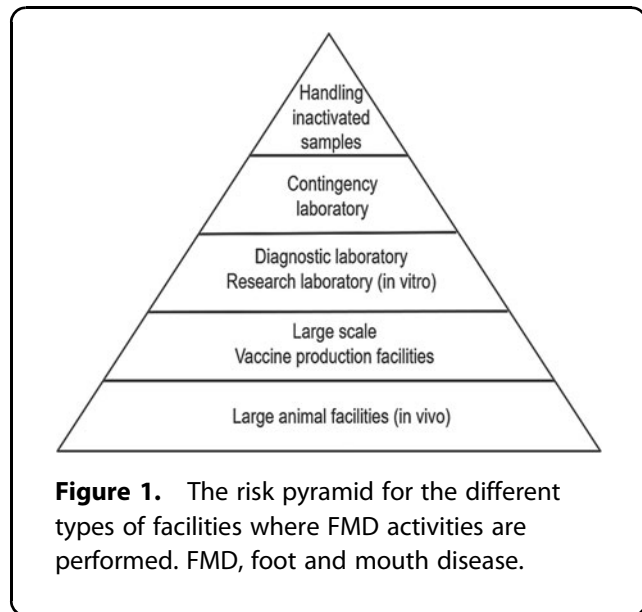 Handling
inactivated
samples
Contingency
laboratory
Diagnostic laboratory
Research laboratory (in vitro)
Large scale
Vaccine production facilities
Large animal facilities (in vivo)
Figure 1. The risk pyramid for the different
types of facilities where FMD activities are
performed. FMD, foot and mouth disease.